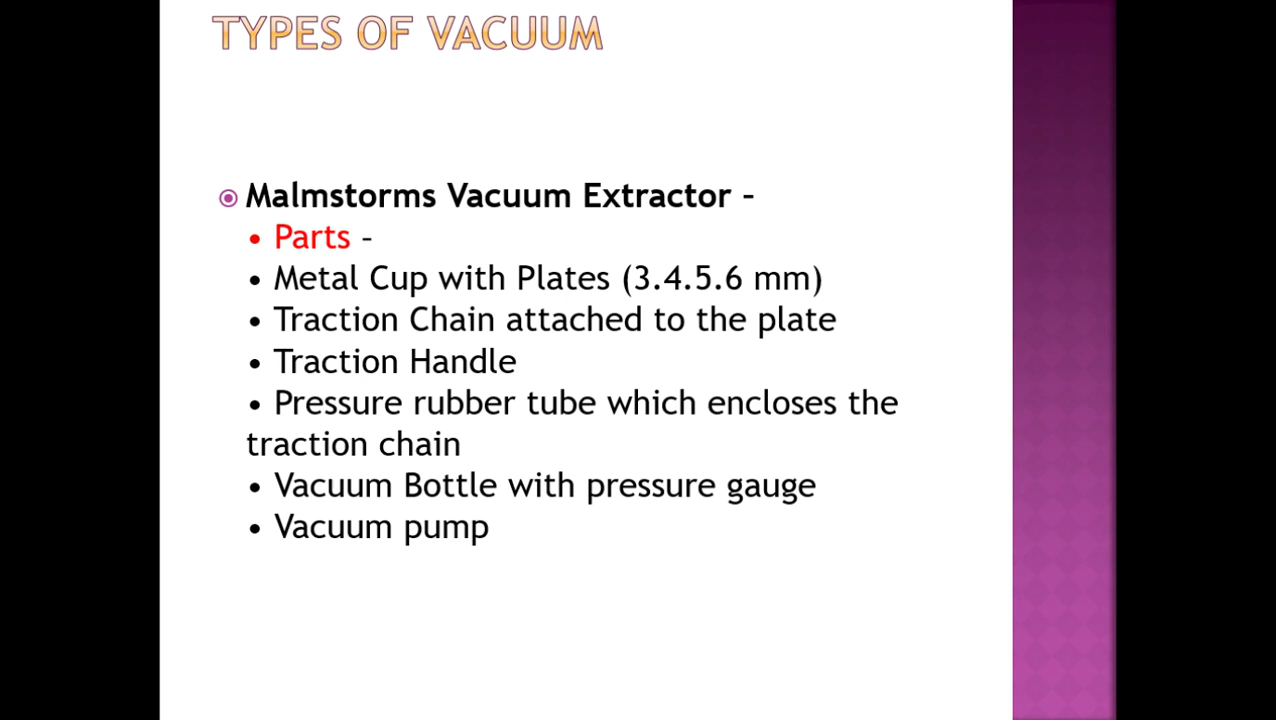 TYPES OF VACUUM
Malmstorms Vacuum Extractor –
• Parts –
• Metal Cup with Plates (3.4.5.6 mm)
• Traction Chain attached to the plate
• Traction Handle
• Pressure rubber tube which encloses the
traction chain
• Vacuum Bottle with pressure gauge
• Vacuum pump